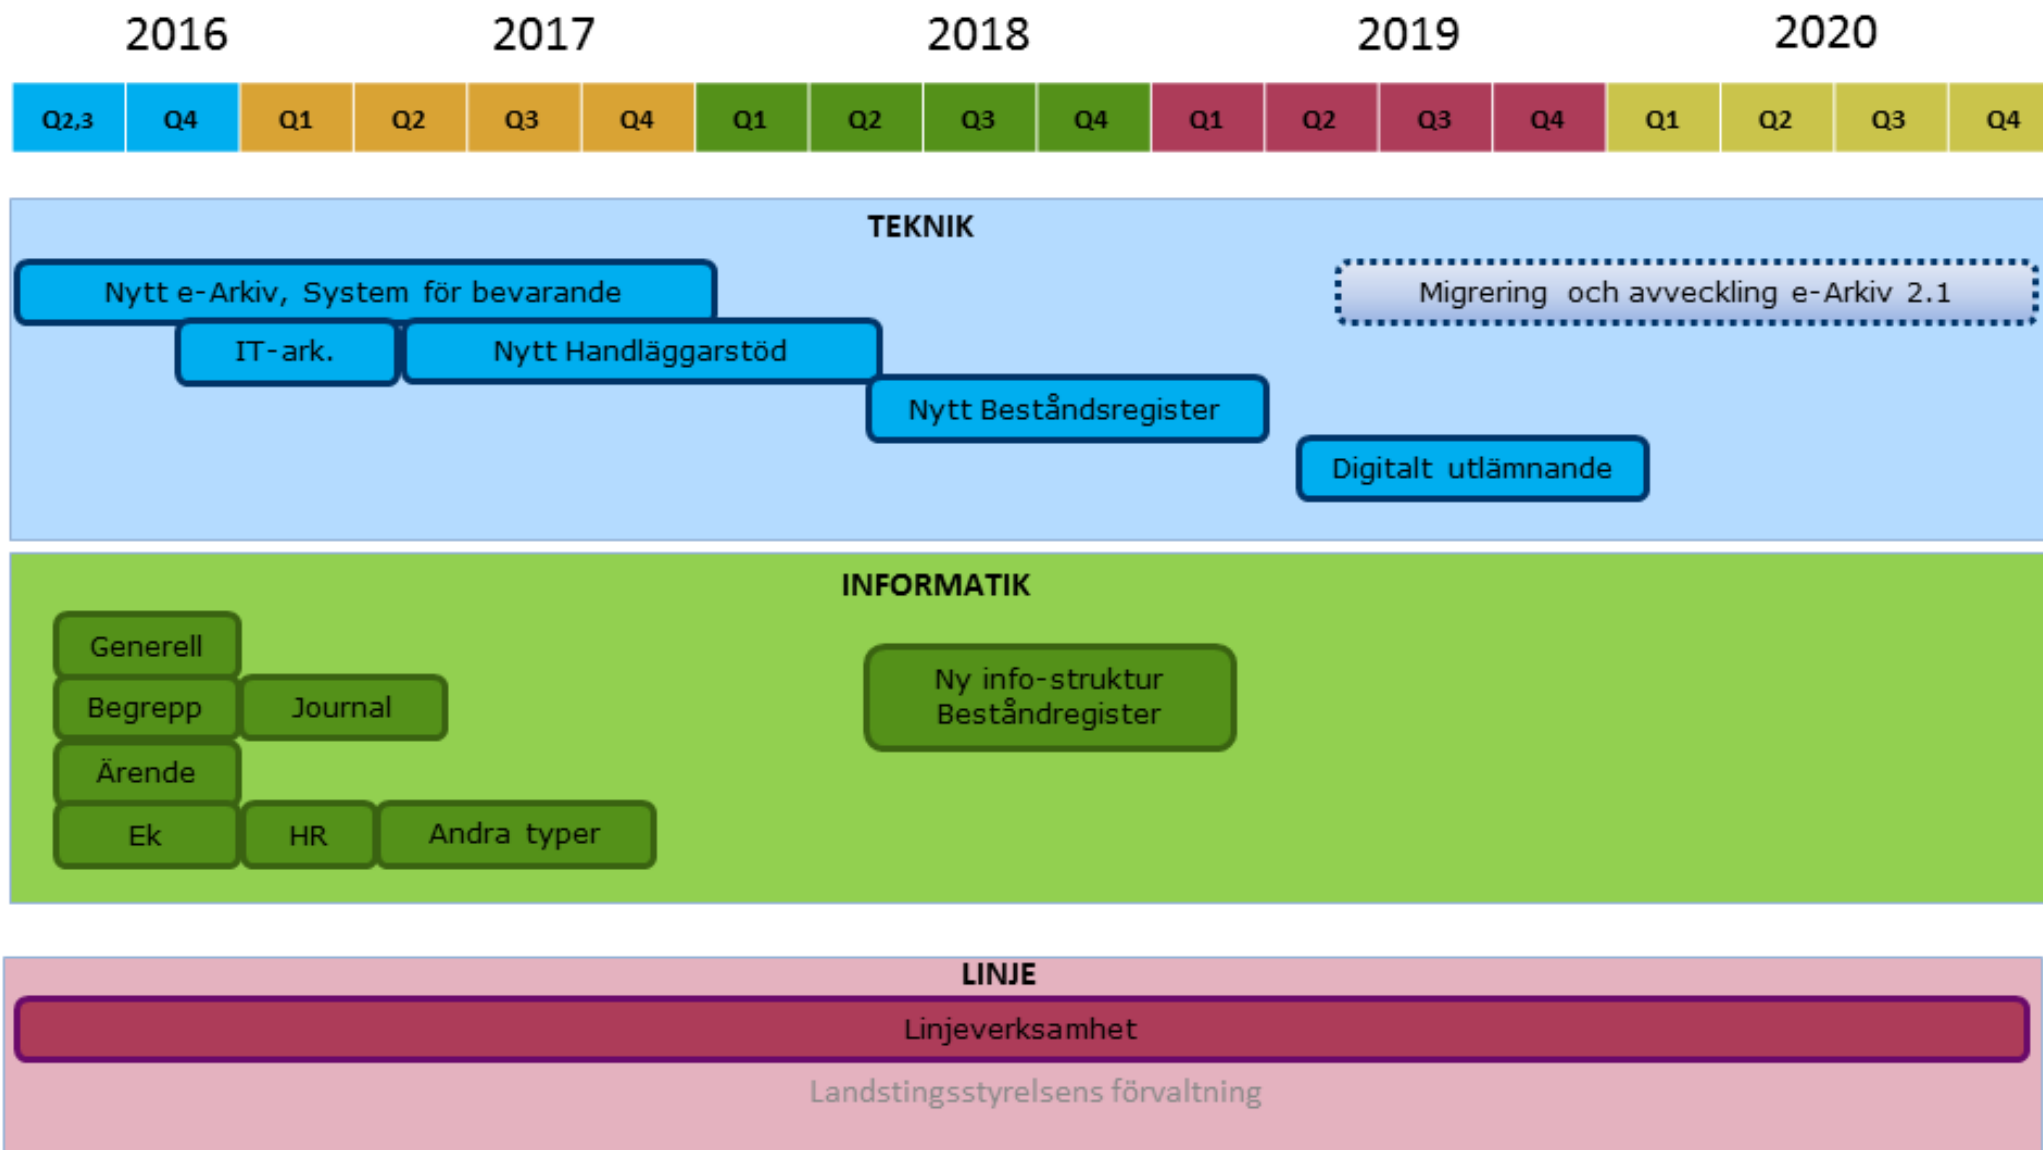 2016 2017 2018 2019 2020
Q2,3 Q4 Q1 Q2 Q3 Q4 Q1 Q2 Q3 Q4 Q1 Q2 Q3 Q4 Q1 Q2 Q3 Q4
TEKNIK
Nytt e-Arkiv, System för bevarande
Migrering och avveckling e-Arkiv 2.1
IT-ark.
Nytt Handläggarstöd
Nytt Beståndsregister
Digitalt utlämnande
INFORMATIK
Generell
Begrepp
Journal
Ärende
Ek
HR
Andra typer
Ny info-struktur
Beståndregister
LINJE
Linjeverksamhet
Landstingsstyrelsens förvaltning